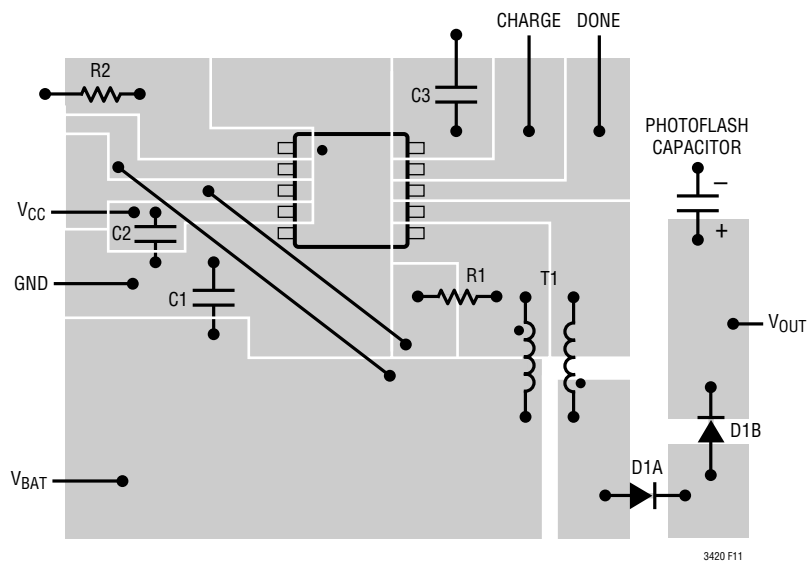 CHARGE DONE
R2
C3
PHOTOFLASH
CAPACITOR
–
+
VCC
C2
GND
C1
R1
T1
VOUT
D1B
D1A
VBAT
3420 F11